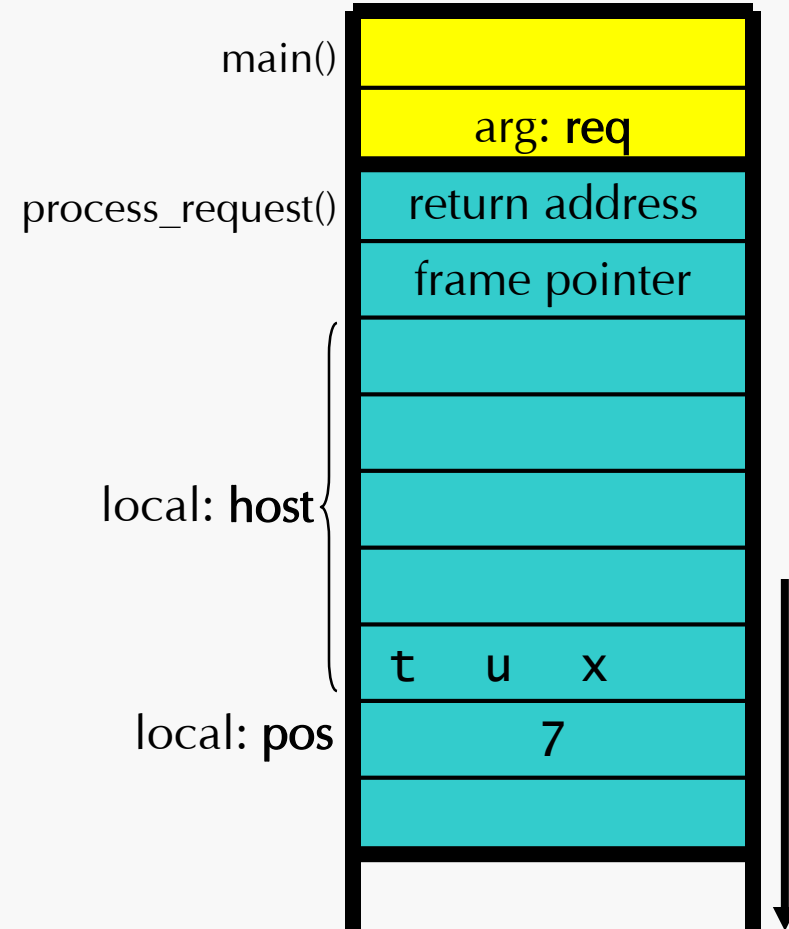 main()
arg: req
process_request() return address
frame pointer
local: host
t u x
local: pos 7